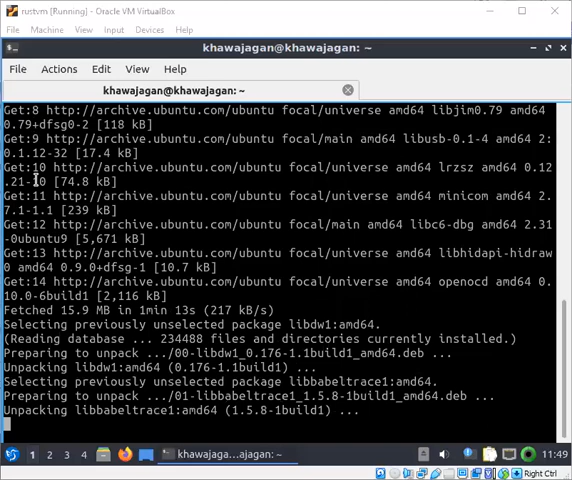 rustvm [Running] - Oracle VM VirtualBox
File Machine View Input Devices Help
khawajagan@khawajagan: ~
File Actions Edit View Help
khawajagan@khawajagan: ~
Get:8 http://archive.ubuntu.com/ubuntu focal/universe amd64 libjim0.79 amd64
0.79+dfsg0-2 [118 kB]
Get:9 http://archive.ubuntu.com/ubuntu focal/main amd64 libusb-0.1-4 amd64 2:
0.1.12-32 [17.4 kB]
Get:10 http://archive.ubuntu.com/ubuntu focal/universe amd64 lrzsz amd64 0.12
.21-10 [74.8 kB]
Get:11 http://archive.ubuntu.com/ubuntu focal/universe amd64 minicom amd64 2.
7.1-1.1 [239 kB]
Get:12 http://archive.ubuntu.com/ubuntu focal/main amd64 libc6-dbg amd64 2.31
-0ubuntu9 [5,671 kB]
Get:13 http://archive.ubuntu.com/ubuntu focal/universe amd64 libhidapi-hidraw
0 amd64 0.9.0+dfsg-1 [10.7 kB]
Get:14 http://archive.ubuntu.com/ubuntu focal/universe amd64 openocd amd64 0.
10.0-6build1 [2,116 kB]
Fetched 15.9 MB in 1min 13s (217 kB/s)
Selecting previously unselected package libdw1:amd64.
(Reading database ... 234488 files and directories currently installed.)
Preparing to unpack .../00-libdw1_0.176-1.1build1_amd64.deb ...
Unpacking libdw1:amd64 (0.176-1.1build1) ...
Selecting previously unselected package libbabeltrace1:amd64.
Preparing to unpack .../01-libbabeltrace1_1.5.8-1build1_amd64.deb ...
Unpacking libbabeltrace1:amd64 (1.5.8-1build1) ...
1 2 3 4 khawajaga...ajagan: ~ 11:49
Right Ctrl